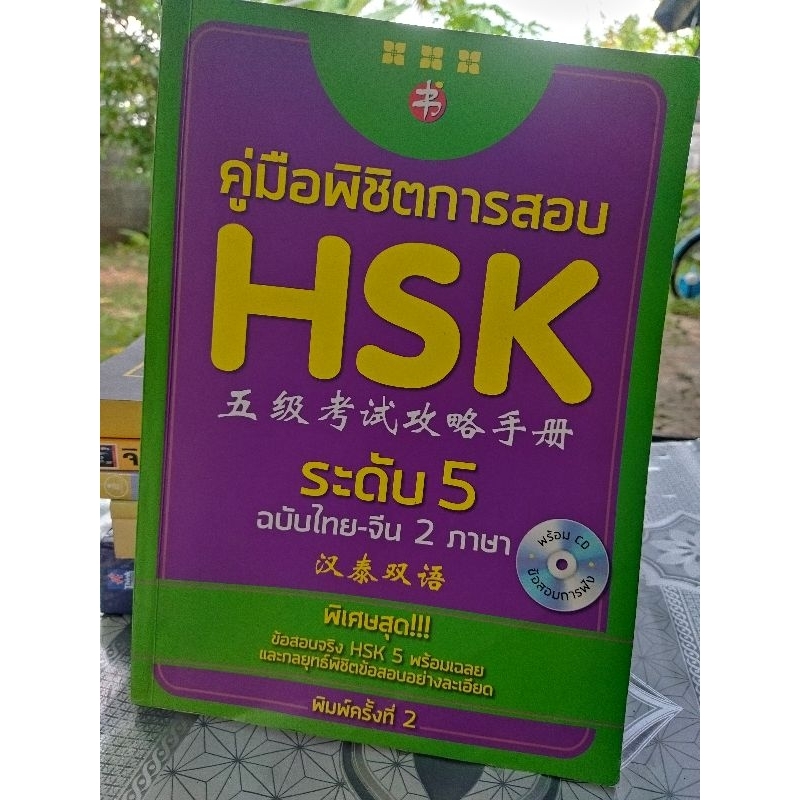 书
คู่มือพิชิตการสอบ
HSK
五级考试攻略手册
ระดับ 5
ฉบับไทย-จีน 2 ภาษา
汉泰双语
พร้อม CD
ข้อสอบการฟัง
พิเศษสุด!!!
ข้อสอบจริง HSK 5 พร้อมเฉลย
และกลยุทธ์พิชิตข้อสอบอย่างละเอียด
พิมพ์ครั้งที่ 2